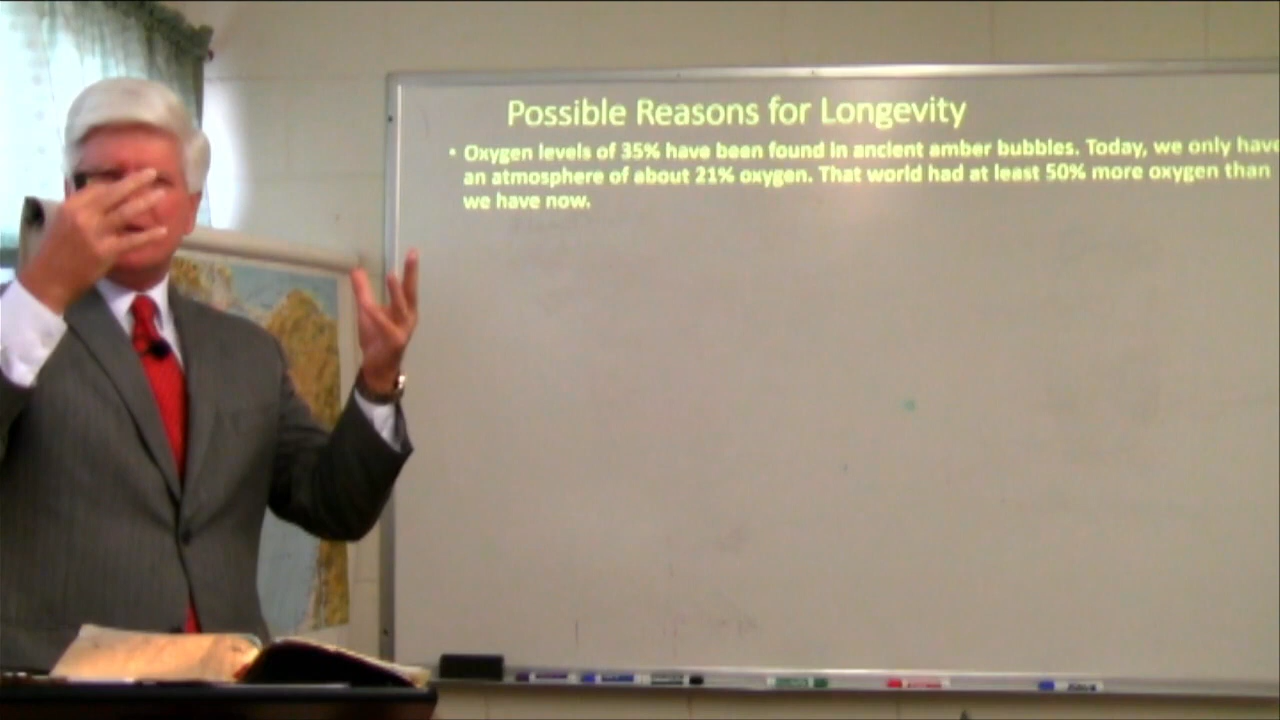 Possible Reasons for Longevity
• Oxygen levels of 35% have been found in ancient amber bubbles. Today, we only have
an atmosphere of about 21% oxygen. That world had at least 50% more oxygen than
we have now.